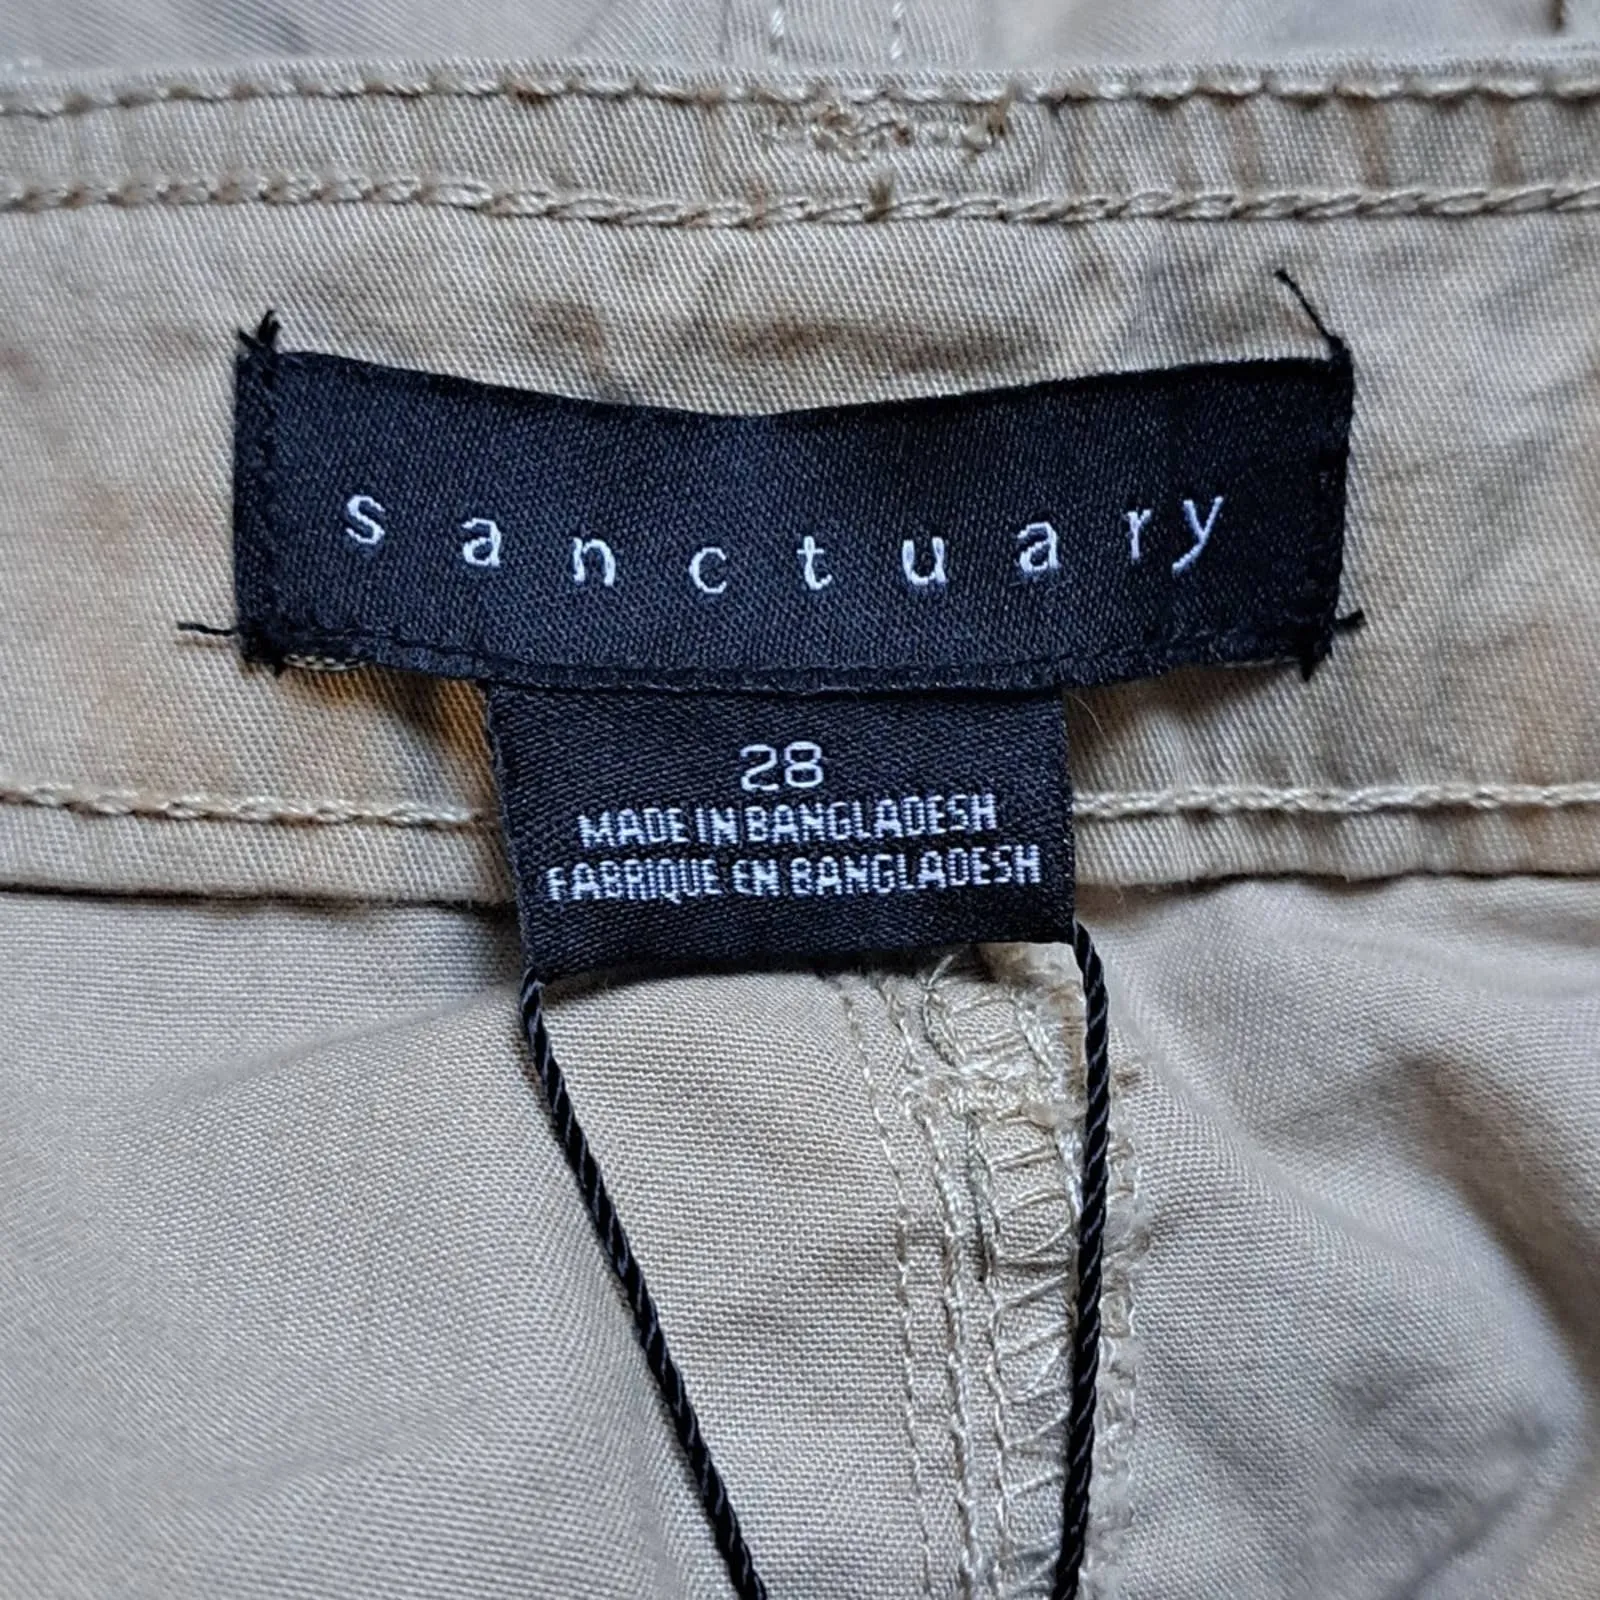 sanctuary
28
MADE IN BANGLADESH
FABRIQUE EN BANGLADESH